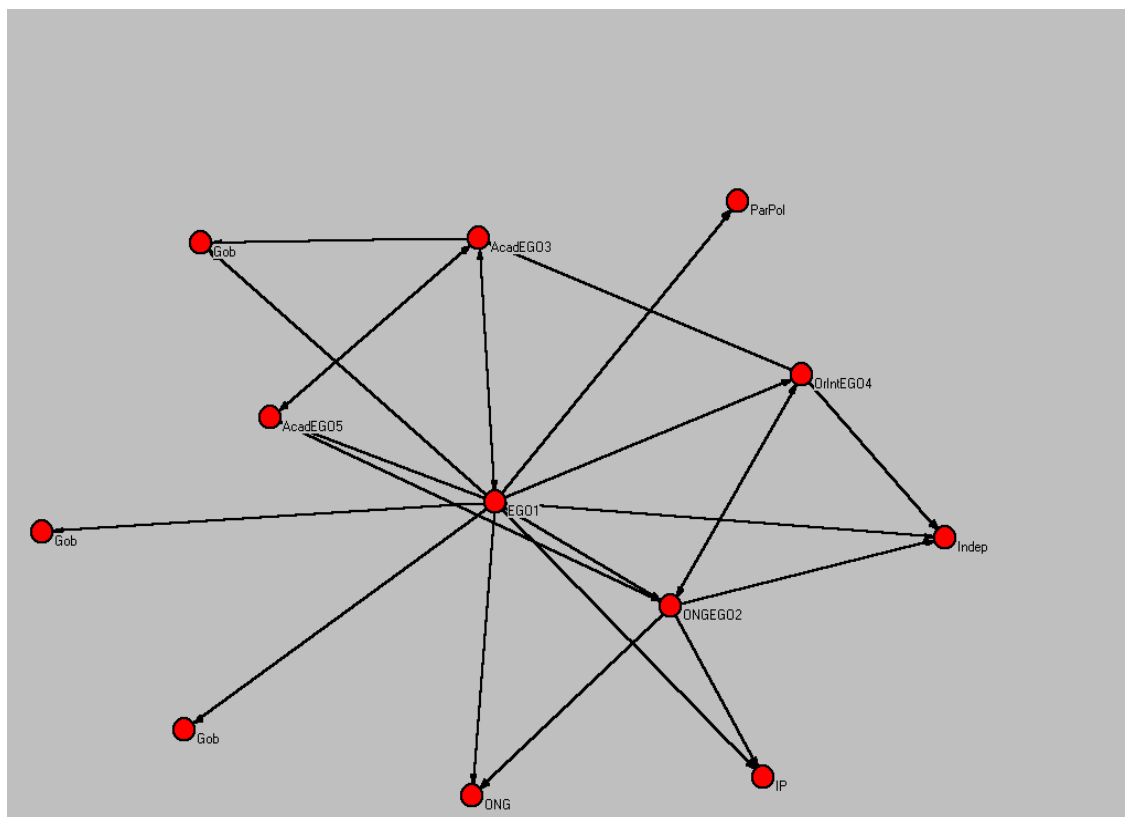 ParPol
AcadEGO3
Gob
OrIntEGO4
AcadEGO5
EGO1
Gob
Indep
ONGEGO2
Gob
IP
ONG